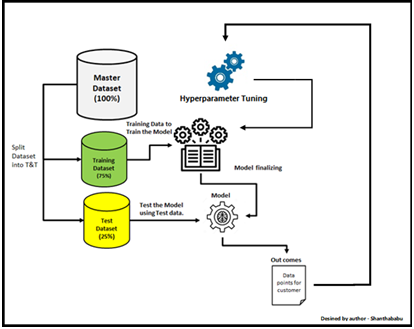 Master
Dataset
(100%)
Hyperparameter Tuning
Training Data to
Train the Model
Split
Dataset
into T&T
Training
Dataset
(75%)
Model finalizing
Test the Model
using Test data.
Model
Test
Dataset
(25%)
Out comes
Data
points for
customer
Desined by author - Shanthababu